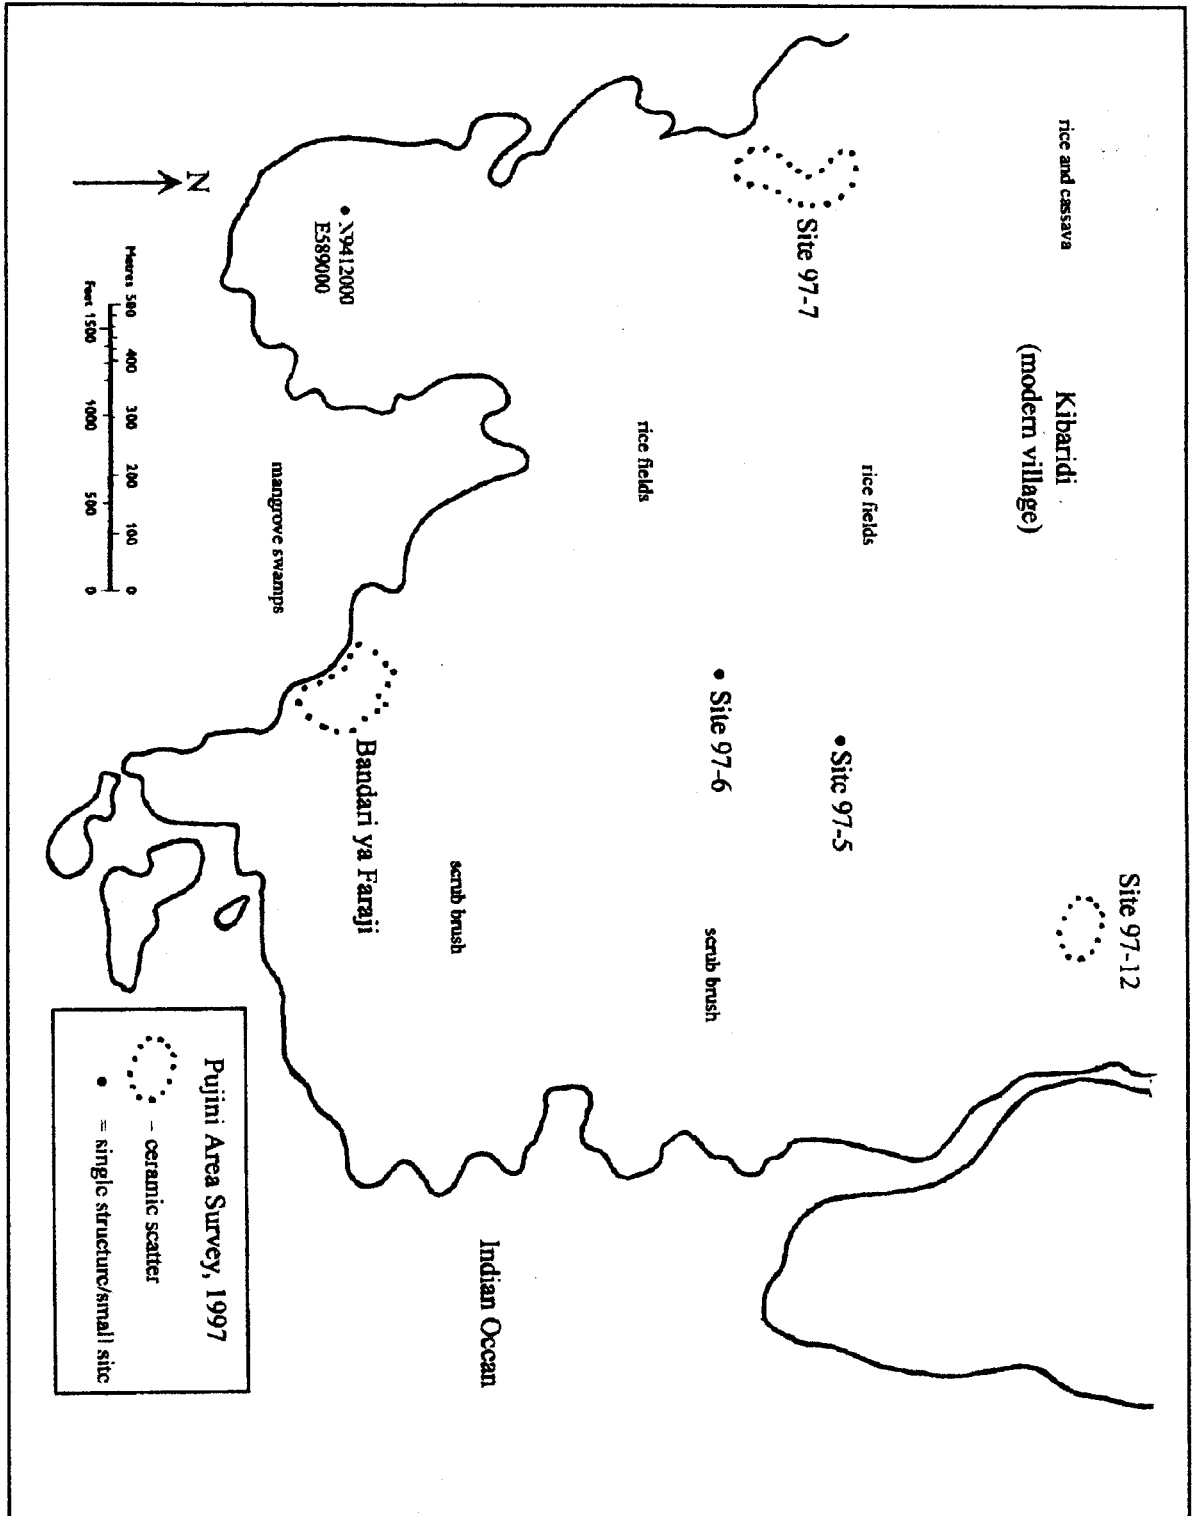 Site 97-12
rice and cassava
Kibaridi
(modern village)
rice fields
Site 97-5
Site 97-7
Site 97-6
scrub brush
rice fields
Indian Ocean
scrub brush
Bandari ya Faraji
N9412000
E589000
mangrove swamps
N
Metres 500 400 300 200 100 0
Feet 1500 1000 500 0
Pujini Area Survey, 1997
- ceramic scatter
= single structure/small site